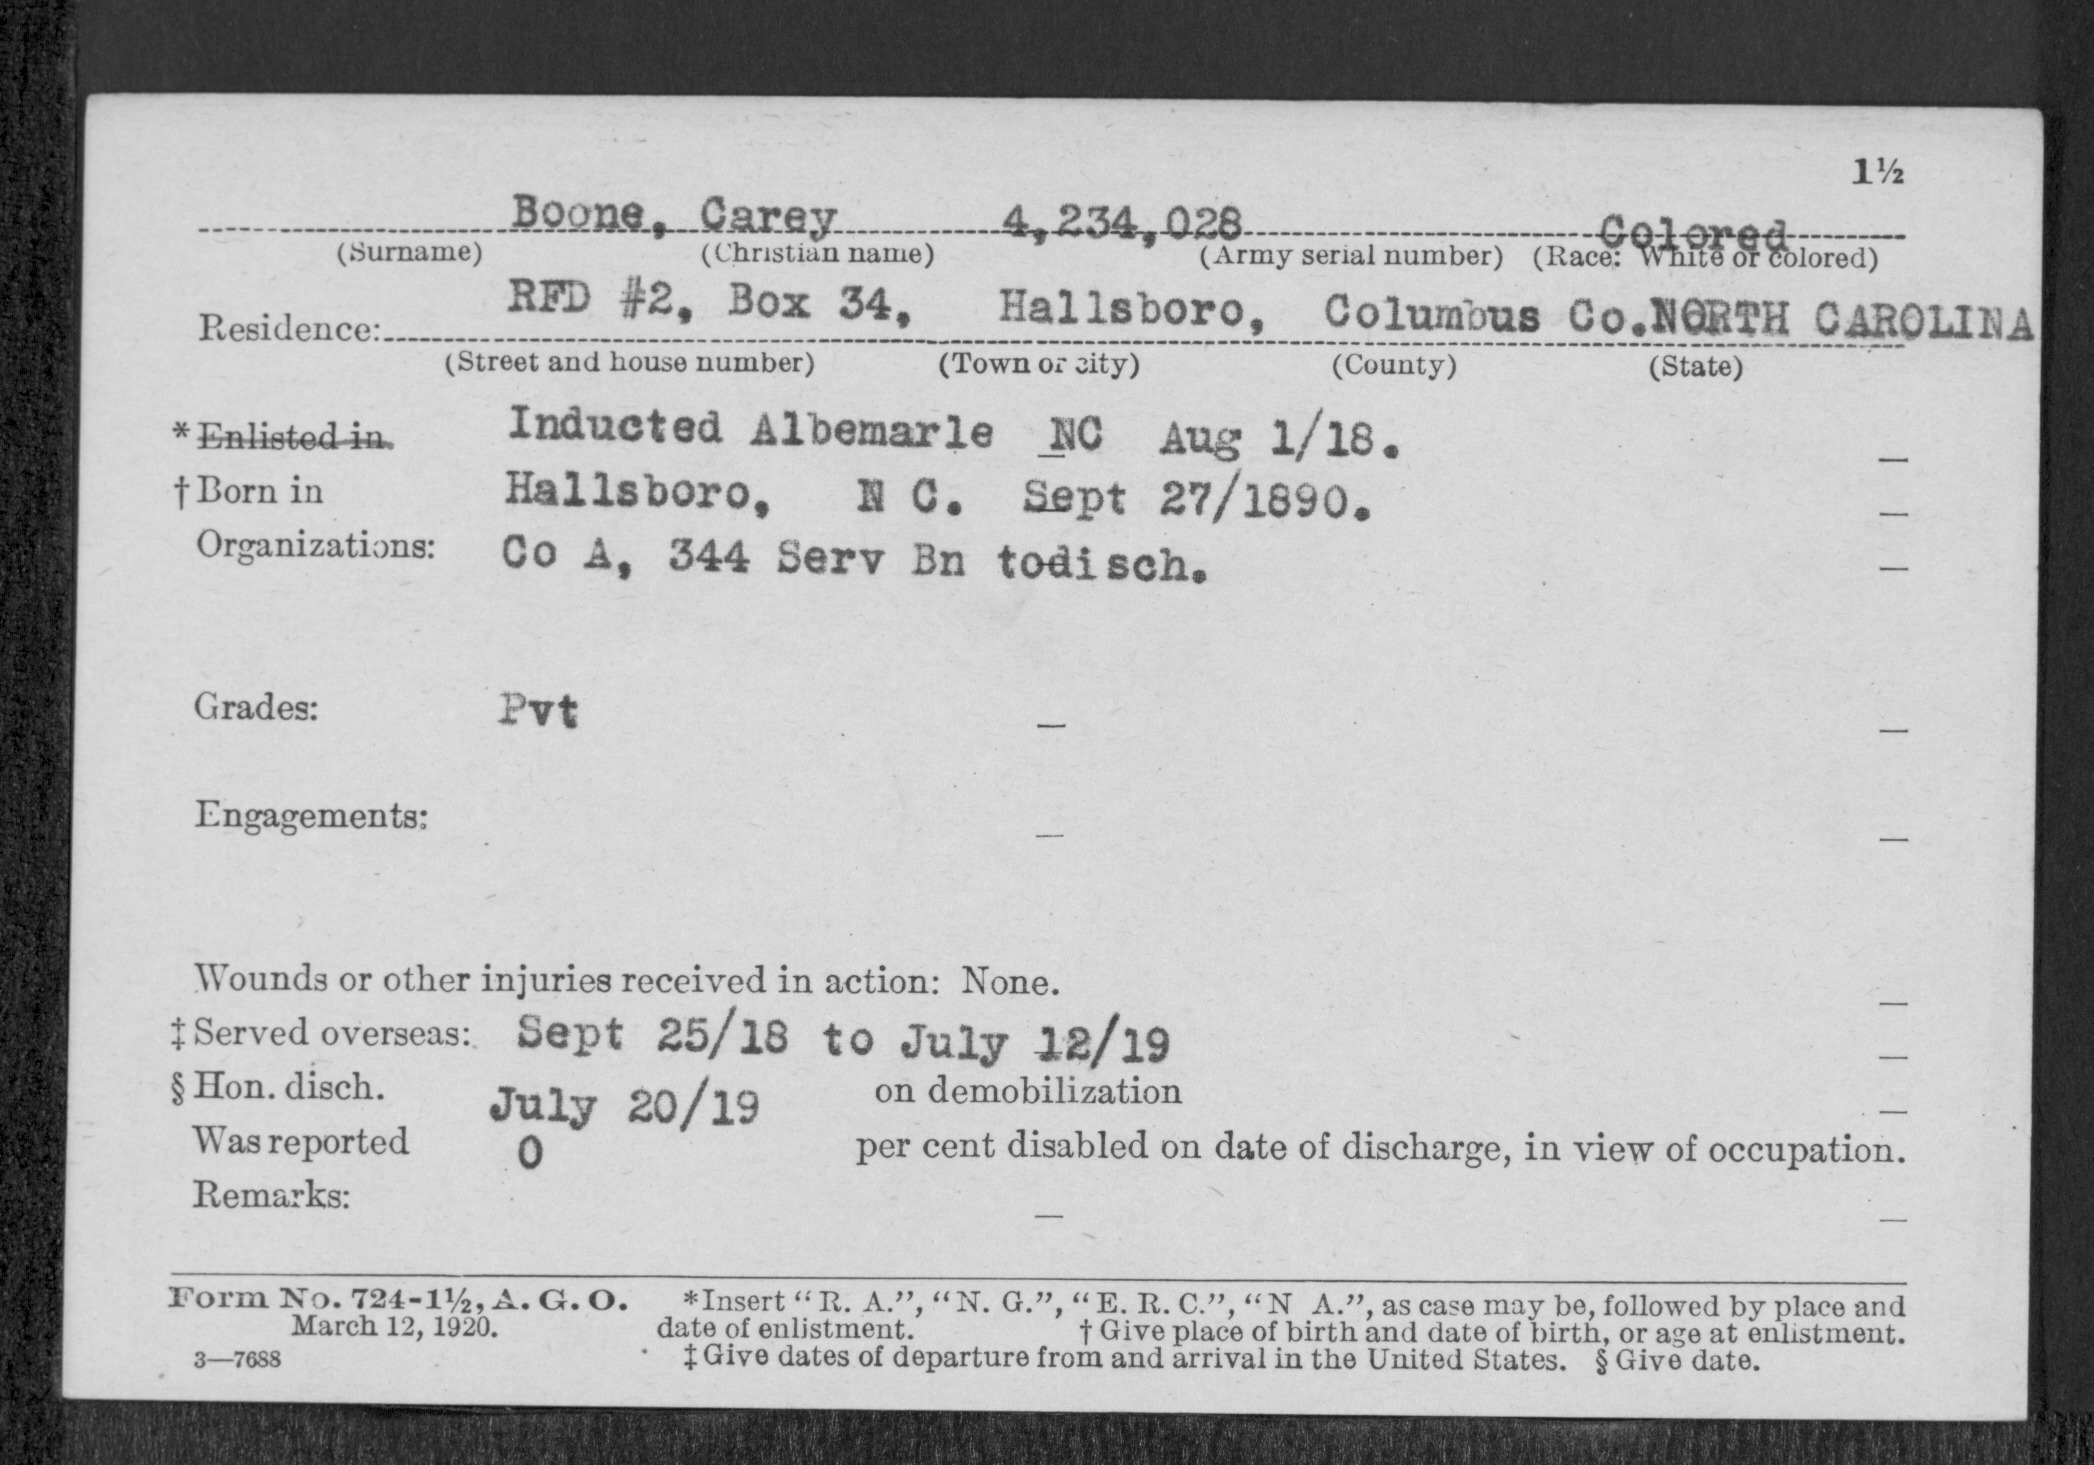 1½
Boone, Carey 4,234,028 Colored
(Surname) (Christian name) (Army serial number) (Race: White or colored)
RFD #2, Box 34, Hallsboro, Columbus Co. NORTH CAROLINA
Residence:
(Street and house number) (Town or city) (County) (State)
* Enlisted in Inducted Albemarle NC Aug 1/18.
† Born in Hallsboro, N C. Sept 27/1890.
Organizations: Co A, 344 Serv Bn todisch.
Grades: Pvt
Engagements:
Wounds or other injuries received in action: None.
‡ Served overseas: Sept 25/18 to July 12/19
§ Hon. disch. July 20/19 on demobilization
Was reported 0 per cent disabled on date of discharge, in view of occupation.
Remarks:
Form No. 724-1½, A. G. O. *Insert "R. A.", "N. G.", "E. R. C.", "N A.", as case may be, followed by place and
March 12, 1920. date of enlistment. † Give place of birth and date of birth, or age at enlistment.
3—7688 ‡ Give dates of departure from and arrival in the United States. § Give date.